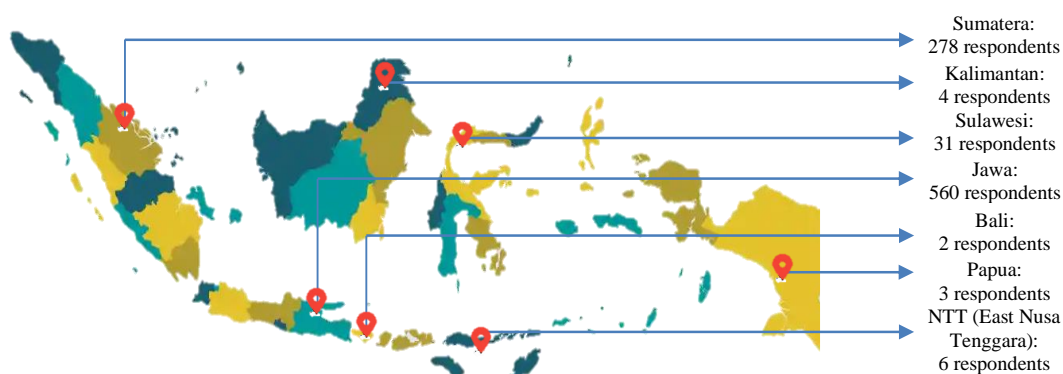 Sumatera:
278 respondents
Kalimantan:
4 respondents
Sulawesi:
31 respondents
Jawa:
560 respondents
Bali:
2 respondents
Papua:
3 respondents
NTT (East Nusa
Tenggara):
6 respondents